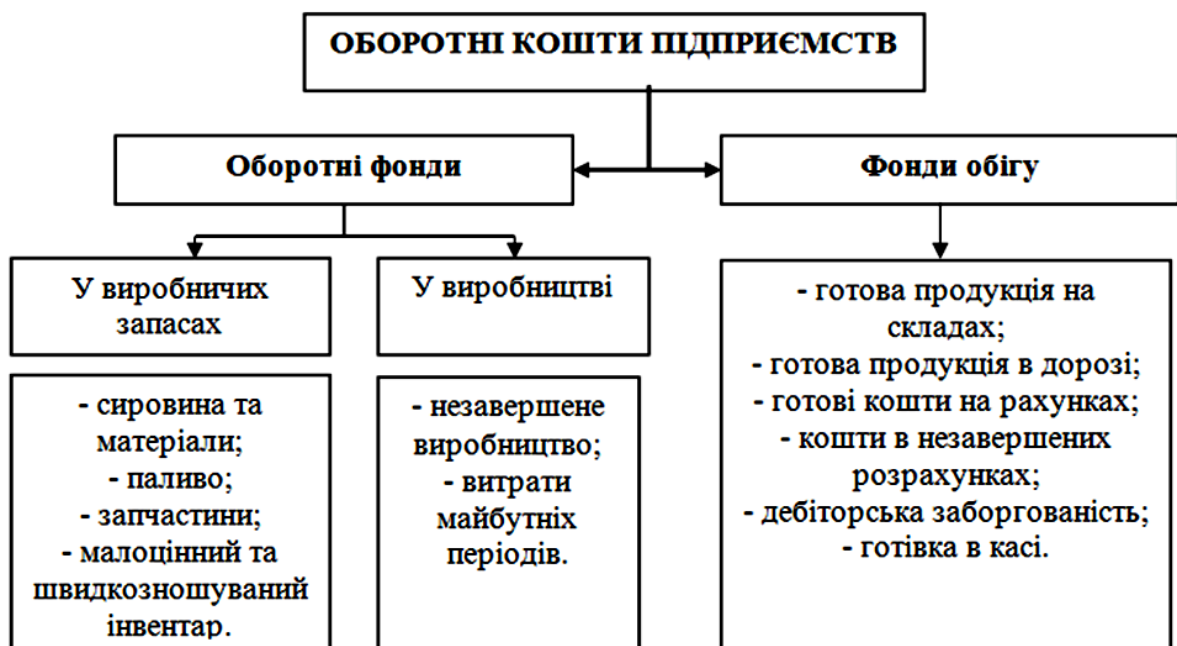 ОБОРОТНІ КОШТИ ПІДПРИЄМСТВ
Оборотні фонди
Фонди обігу
У виробничих
запасах
У виробництві
- сировина та
матеріали;
- паливо;
- запчастини;
- малоцінний та
швидкозношуваний
інвентар.
- незавершене
виробництво;
- витрати
майбутніх
періодів.
- готова продукція на
складах;
- готова продукція в дорозі;
- готові кошти на рахунках;
- кошти в незавершених
розрахунках;
- дебіторська заборгованість;
- готівка в касі.